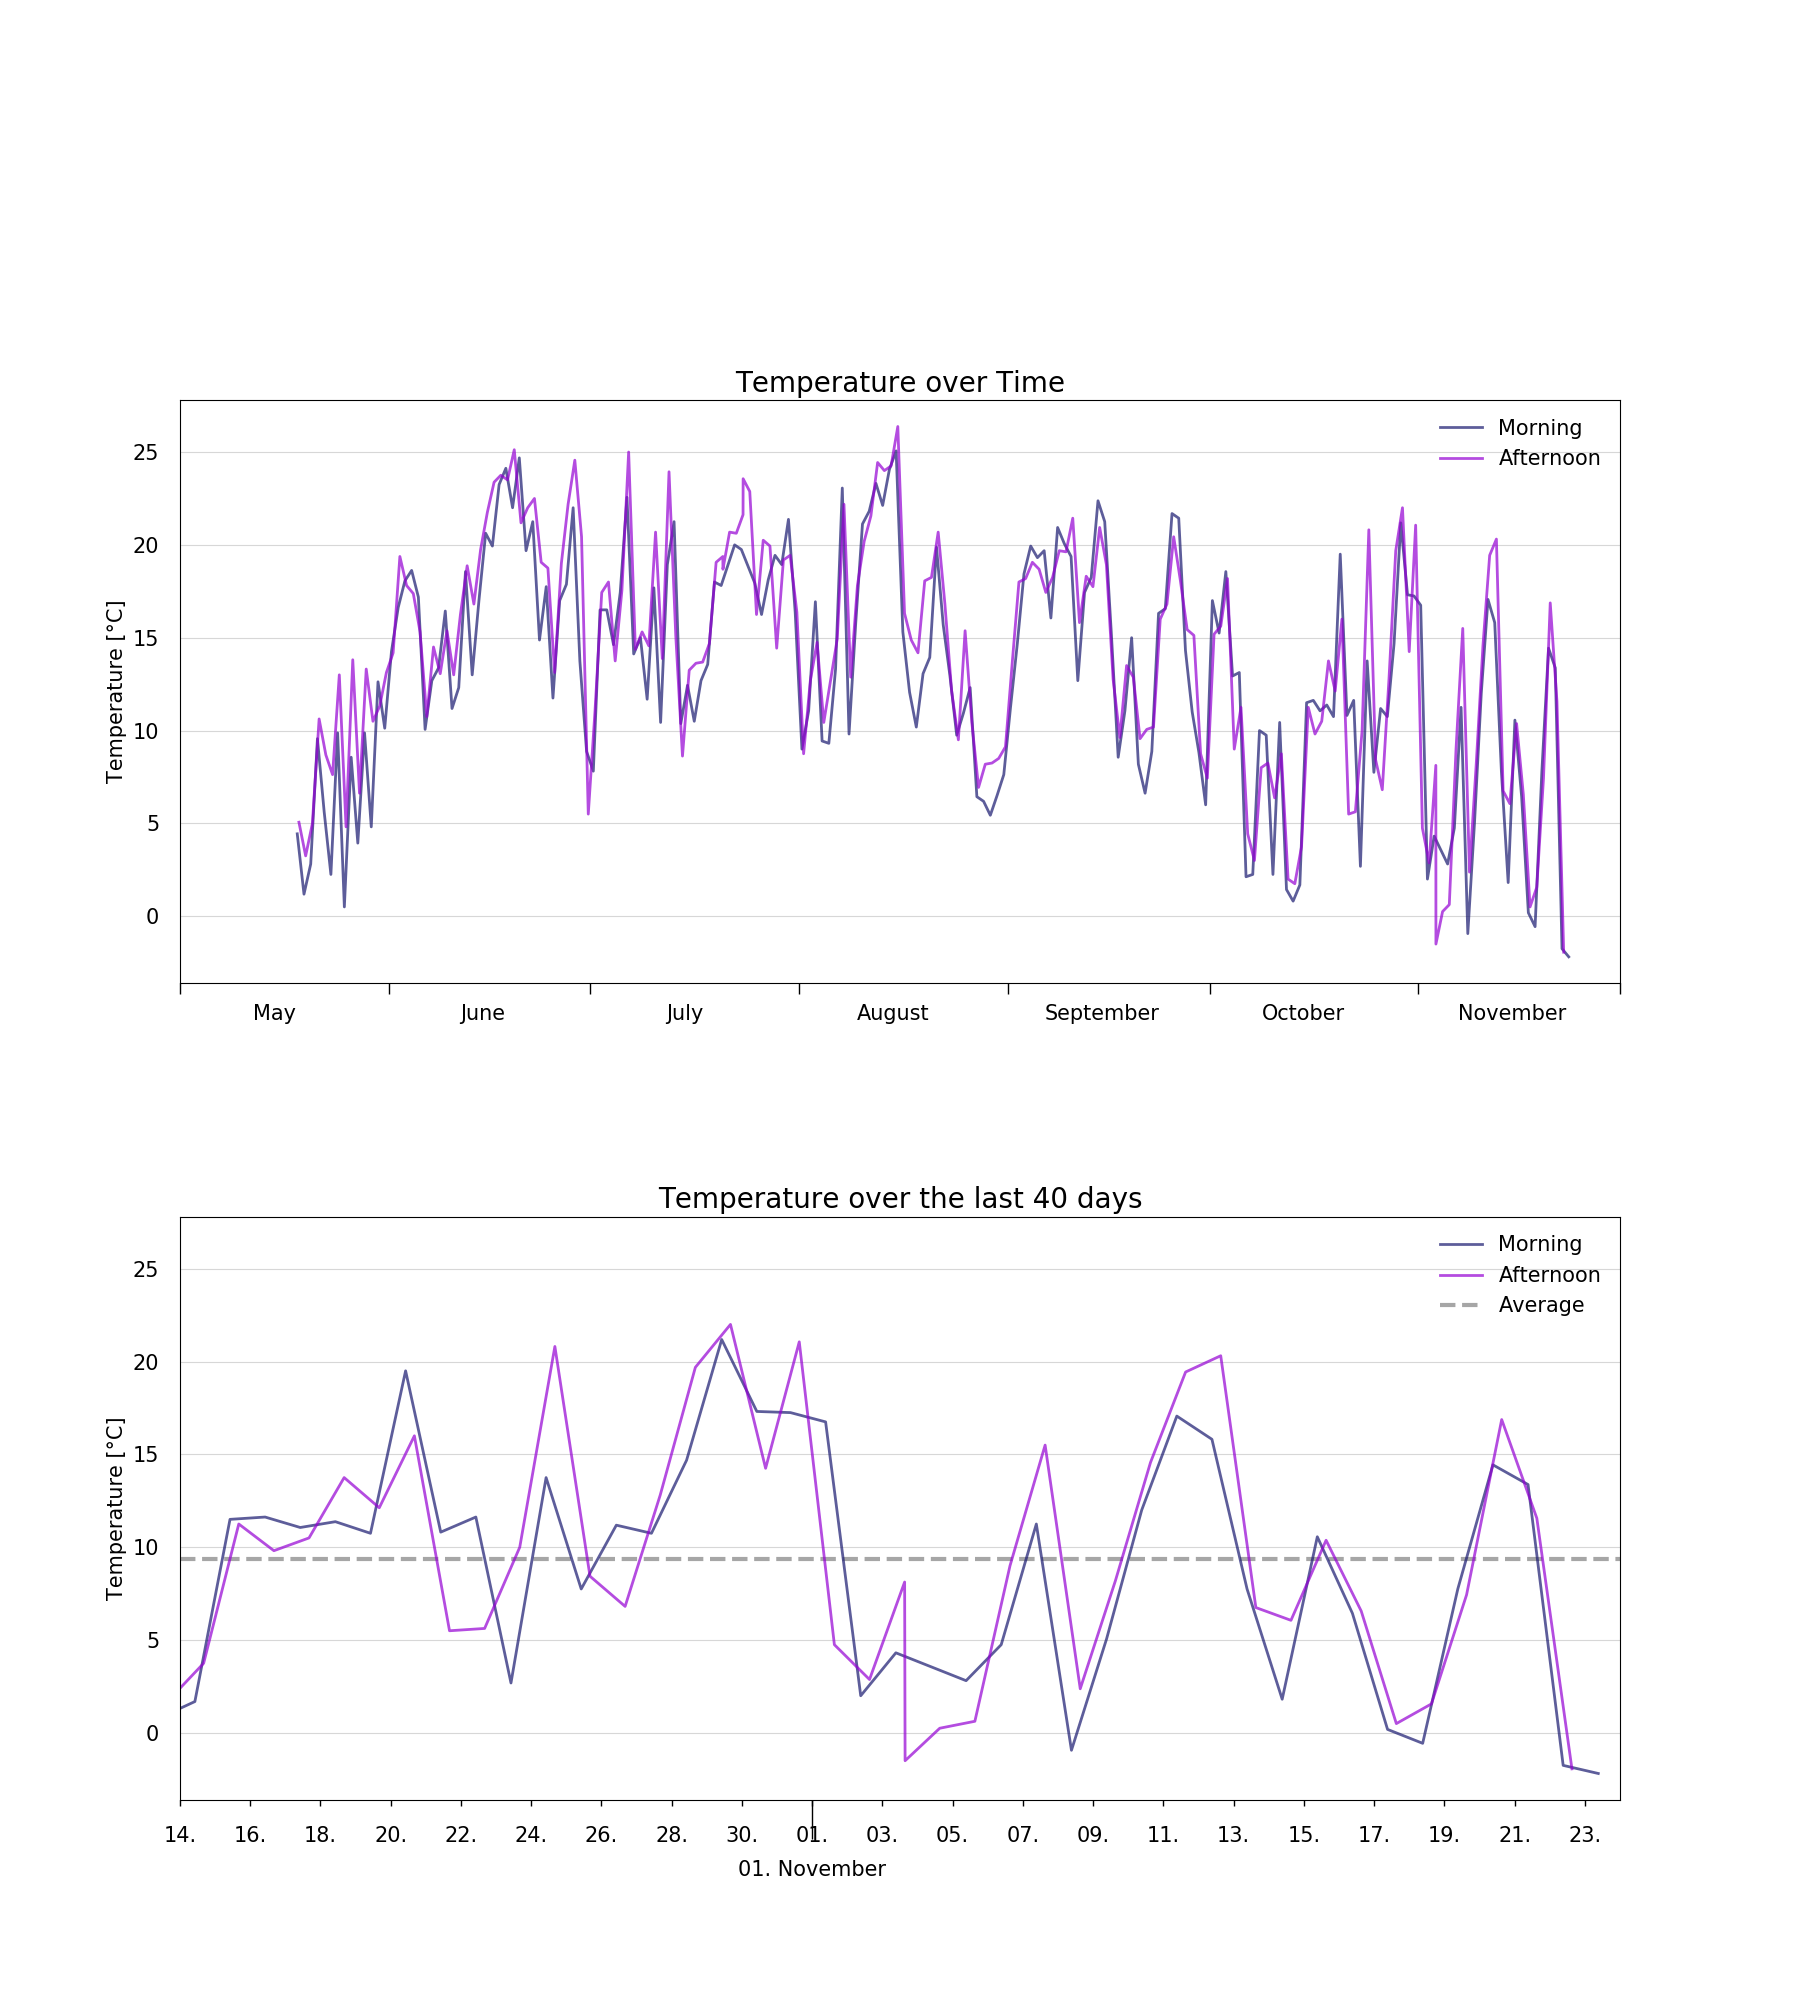 Temperature over Time
Morning
Afternoon
Temperature [°C]
25
20
15
10
5
0
May June July August September October November
Temperature over the last 40 days
Morning
Afternoon
Average
Temperature [°C]
25
20
15
10
5
0
14. 16. 18. 20. 22. 24. 26. 28. 30. 01. 03. 05. 07. 09. 11. 13. 15. 17. 19. 21. 23.
01. November